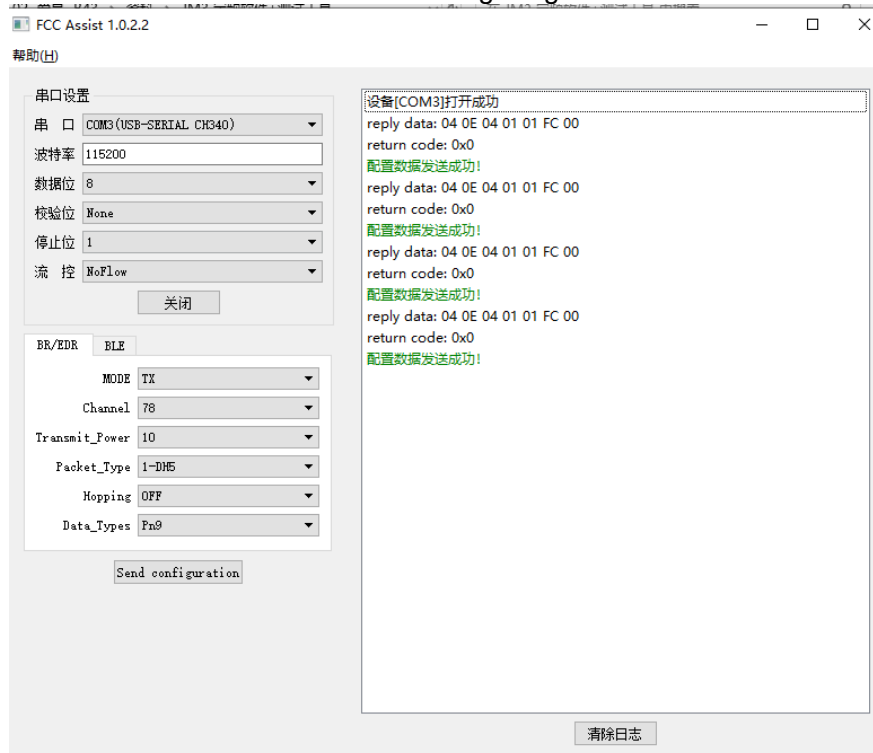 FCC Assist 1.0.2.2
帮助(H)
串口设置
串 口 COM3(USB-SERIAL CH340)
波特率 115200
数据位 8
校验位 None
停止位 1
流 控 NoFlow
关闭
BR/EDR BLE
MODE TX
Channel 78
Transmit_Power 10
Packet_Type 1-DH5
Hopping OFF
Data_Types Pn9
Send configuration
设备[COM3]打开成功
reply data: 04 0E 04 01 01 FC 00
return code: 0x0
配置数据发送成功!
reply data: 04 0E 04 01 01 FC 00
return code: 0x0
配置数据发送成功!
reply data: 04 0E 04 01 01 FC 00
return code: 0x0
配置数据发送成功!
reply data: 04 0E 04 01 01 FC 00
return code: 0x0
配置数据发送成功!
清除日志